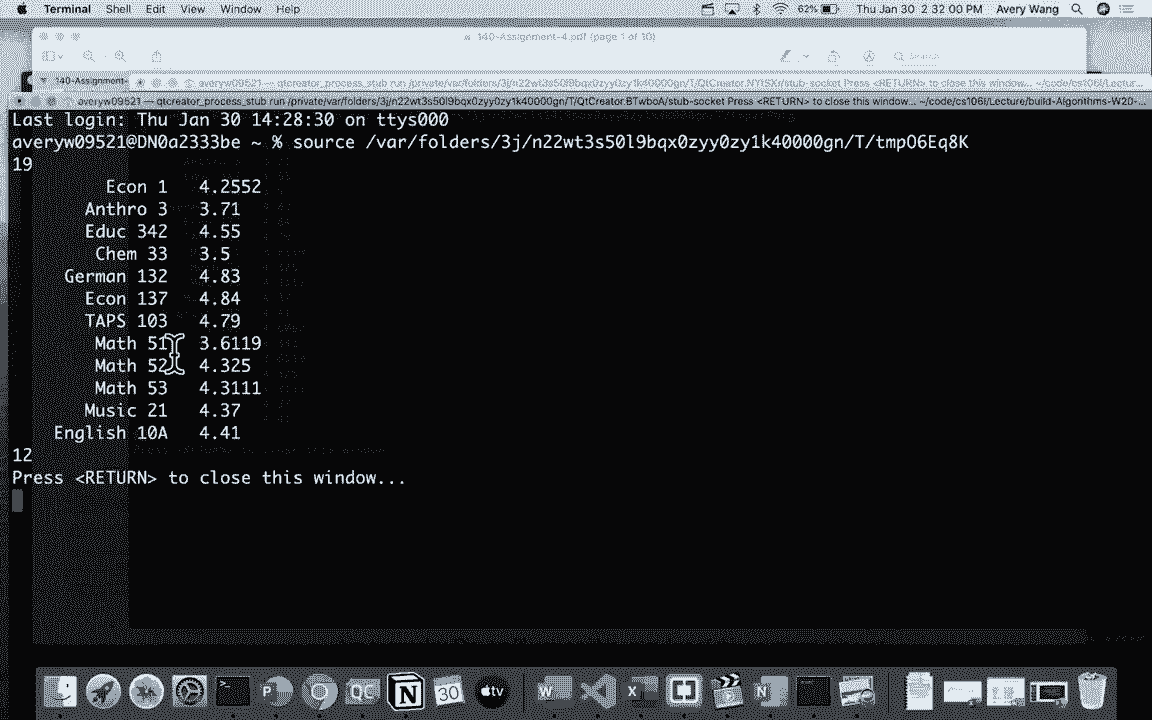 Terminal Shell Edit View Window Help 62% Thu Jan 30 2:32:00 PM Avery Wang
140-Assignment-4.pdf (page 1 of 10)
Search
140-Assignment-
averyw09521 — qtcreator_process_stub run /private/var/folders/3j/n22wt3s50l9bqx0zyy0zy1k40000gn/T/QtCreator.BTwboA/stub-socket Press <RETURN> to close this window... — ~/code/cs106l/Lecture/build-Algorithms-W20-...
Last login: Thu Jan 30 14:28:30 on ttys000
averyw09521@DN0a2333be ~ % source /var/folders/3j/n22wt3s50l9bqx0zyy0zy1k40000gn/T/tmpO6Eq8K
19
Econ 1 4.2552
Anthro 3 3.71
Educ 342 4.55
Chem 33 3.5
German 132 4.83
Econ 137 4.84
TAPS 103 4.79
Math 51 3.6119
Math 52 4.325
Math 53 4.3111
Music 21 4.37
English 10A 4.41
12
Press <RETURN> to close this window...
30
tv